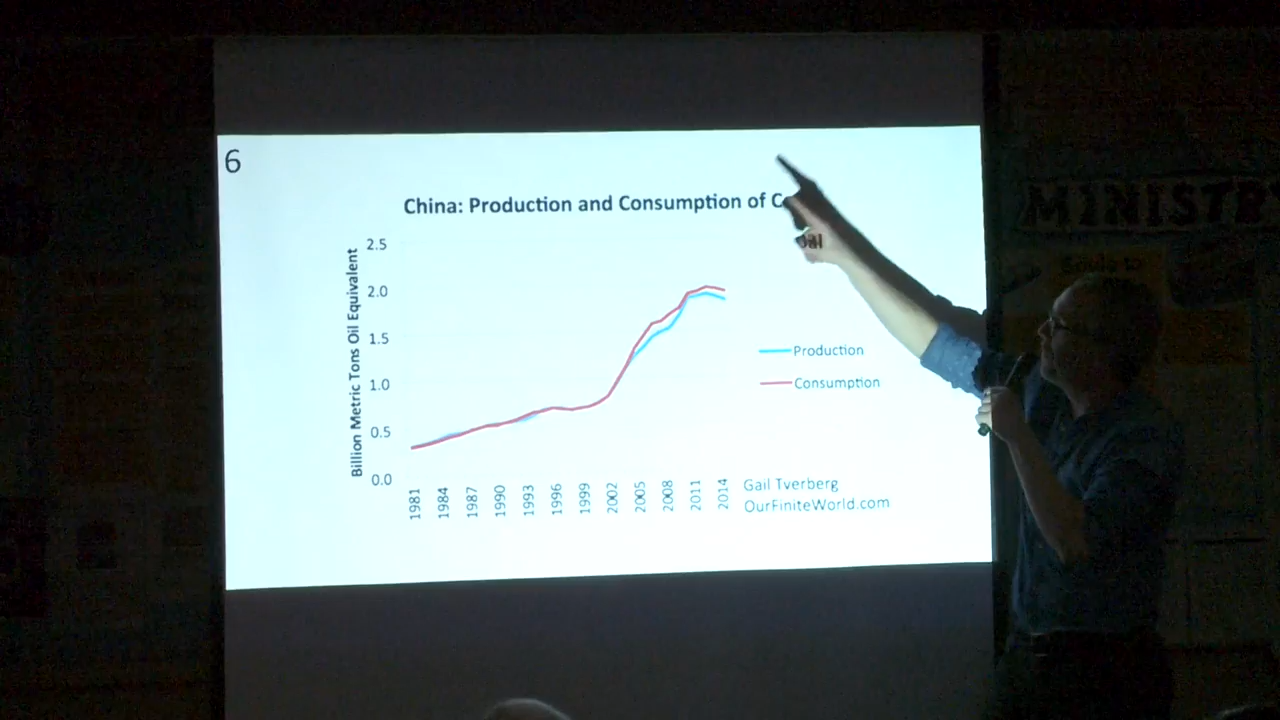 6
China: Production and Consumption of Coal
Billion Metric Tons Oil Equivalent
2.5
2.0
1.5
1.0
0.5
0.0
Production
Consumption
1981
1984
1987
1990
1993
1996
1999
2002
2005
2008
2011
2014
Gail Tverberg
OurFiniteWorld.com
MINISTRY